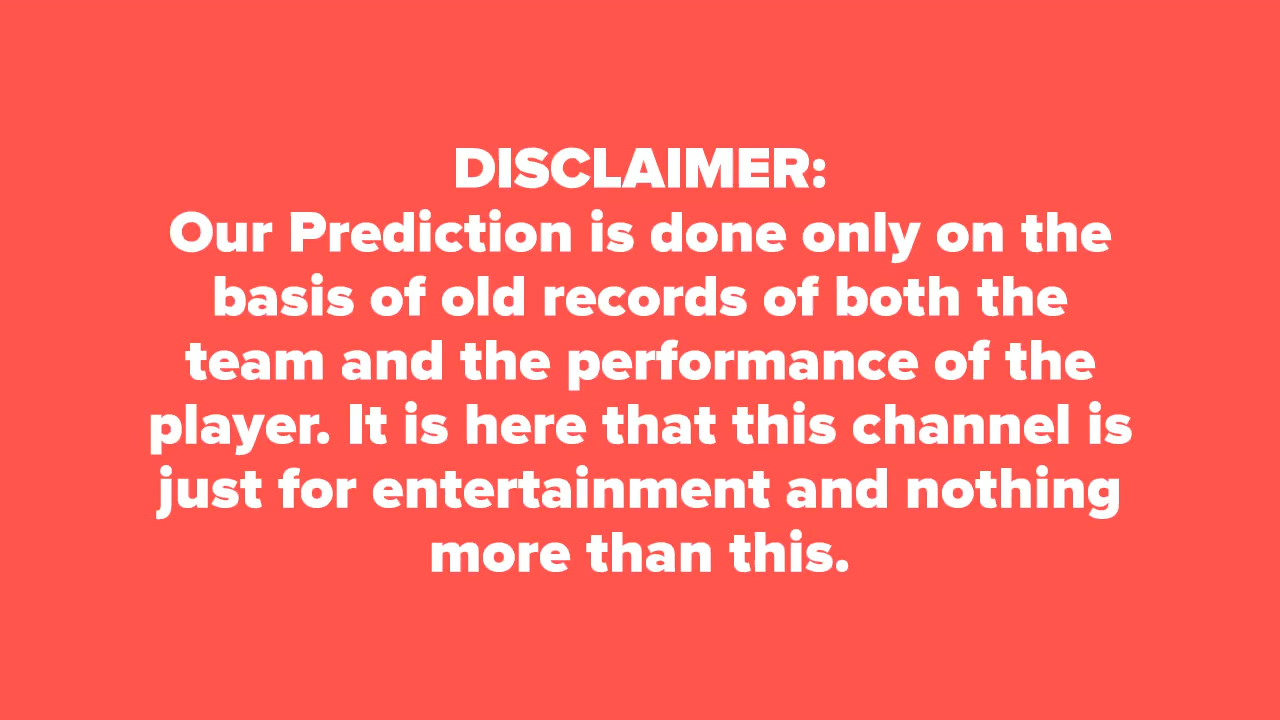 DISCLAIMER:
Our Prediction is done only on the
basis of old records of both the
team and the performance of the
player. It is here that this channel is
just for entertainment and nothing
more than this.